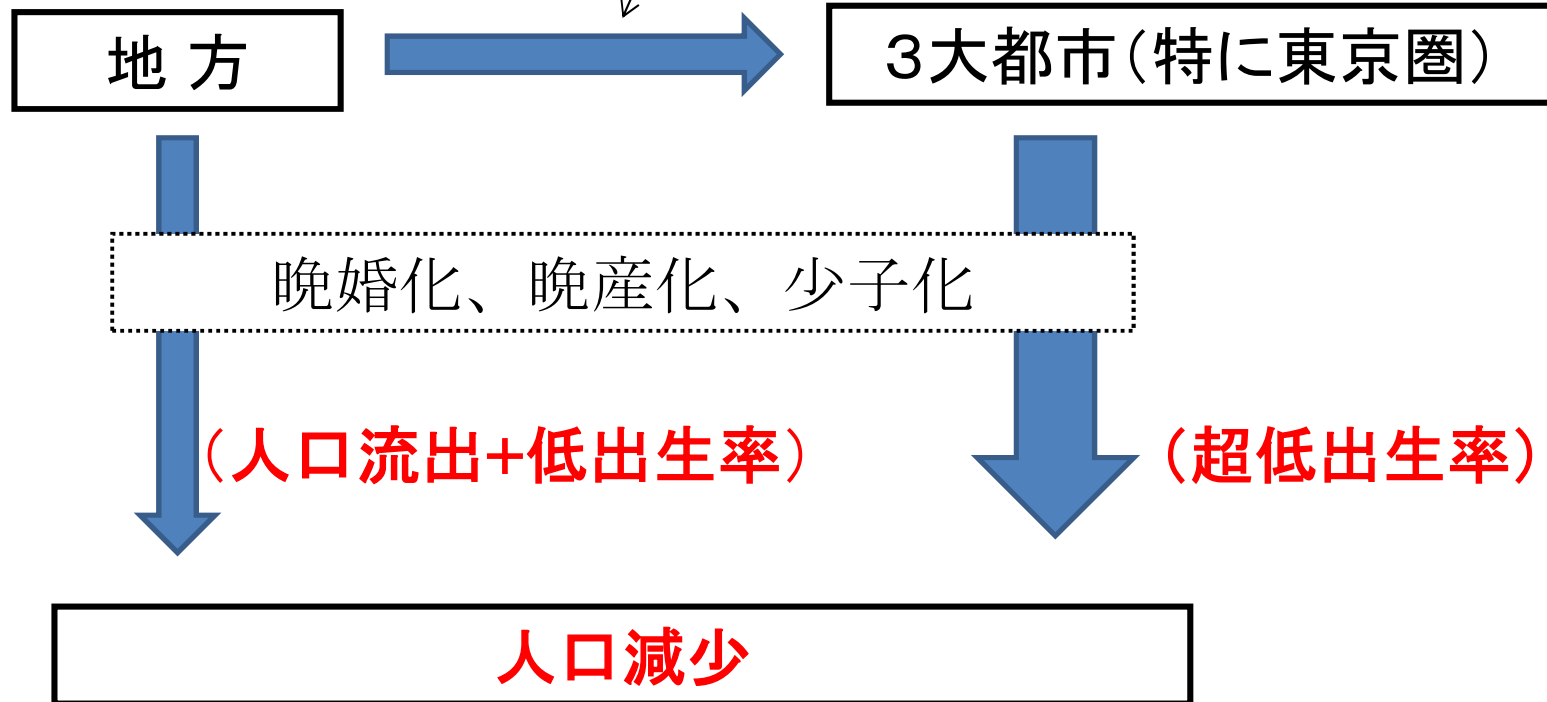 地 方
3大都市(特に東京圏)
晩婚化、晩産化、少子化
(人口流出+低出生率)
(超低出生率)
人口減少